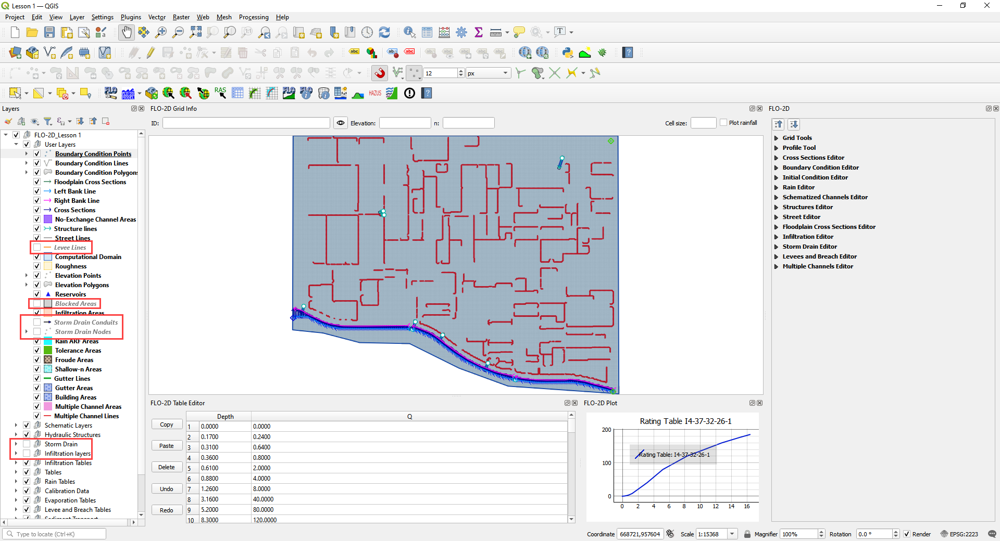 Lesson 1 — QGIS
Project Edit View Layer Settings Plugins Vector Raster Web Mesh Processing Help
abc abc abc
12 px
FLO-2D RAS FLO FLO HAZUS
Layers
FLO-2D_Lesson 1
User Layers
Boundary Condition Points
Boundary Condition Lines
Boundary Condition Polygons
Floodplain Cross Sections
Left Bank Line
Right Bank Line
Cross Sections
No-Exchange Channel Areas
Structure lines
Street Lines
Levee Lines
Computational Domain
Roughness
Elevation Points
Elevation Polygons
Reservoirs
Blocked Areas
Infiltration Areas
Storm Drain Conduits
Storm Drain Nodes
Rain ARF Areas
Tolerance Areas
Froude Areas
Shallow-n Areas
Gutter Lines
Gutter Areas
Building Areas
Multiple Channel Areas
Multiple Channel Lines
Schematic Layers
Hydraulic Structures
Storm Drain
Infiltration layers
Infiltration Tables
Tables
Rain Tables
Calibration Data
Evaporation Tables
Levee and Breach Tables
Sediment Transport
Type to locate (Ctrl+K)
FLO-2D Grid Info
ID: Elevation: n: Cell size: Plot rainfall
FLO-2D Table Editor
Copy
Paste
Delete
Undo
Redo
Depth Q
1 0.0000 0.0000
2 0.1700 0.2400
3 0.3100 0.6400
4 0.3600 0.8000
5 0.6100 2.0000
6 0.8800 4.0000
7 1.2600 8.0000
8 3.1600 40.0000
9 5.2000 80.0000
10 8.3000 120.0000
FLO-2D Plot
Rating Table I4-37-32-26-1
200
Rating Table: I4-37-32-26-1
100
0
0 2 4 6 8 10 12 14 16
FLO-2D
Grid Tools
Profile Tool
Cross Sections Editor
Boundary Condition Editor
Initial Condition Editor
Rain Editor
Schematized Channels Editor
Structures Editor
Street Editor
Floodplain Cross Sections Editor
Infiltration Editor
Storm Drain Editor
Levees and Breach Editor
Multiple Channels Editor
Coordinate 668721,957604 Scale 1:15368 Magnifier 100% Rotation 0.0 ° Render EPSG:2223